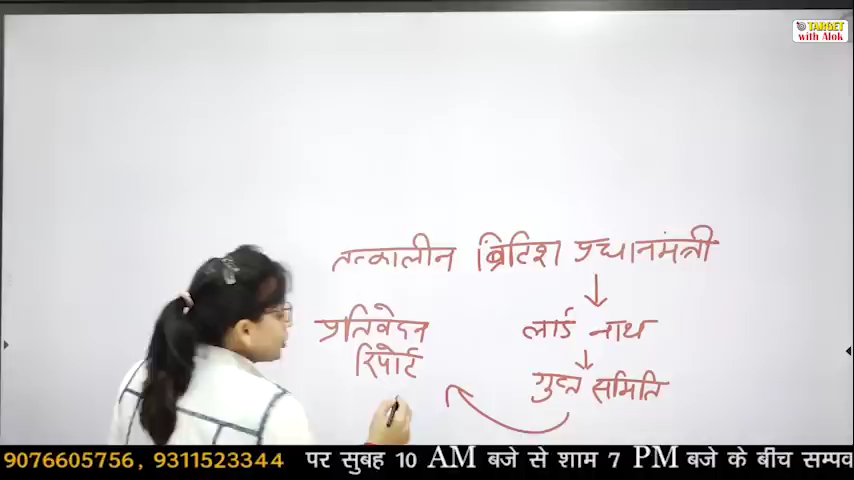 TARGET
with Alok
तत्कालीन ब्रिटिश प्रधानमंत्री
प्रतिवेदन
रिपोर्ट
लार्ड नाथ
गुप्त समिति
9076605756, 9311523344 पर सुबह 10 AM बजे से शाम 7 PM बजे के बीच सम्पव